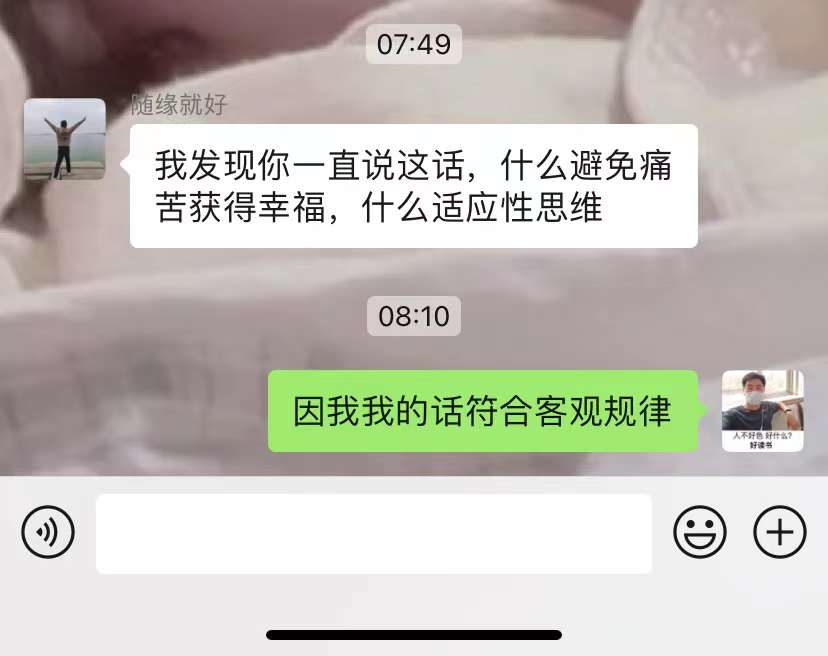 07:49
随缘就好
我发现你一直说这话，什么避免痛
苦获得幸福，什么适应性思维
08:10
因我我的话符合客观规律
人不好色 好什么?
好读书